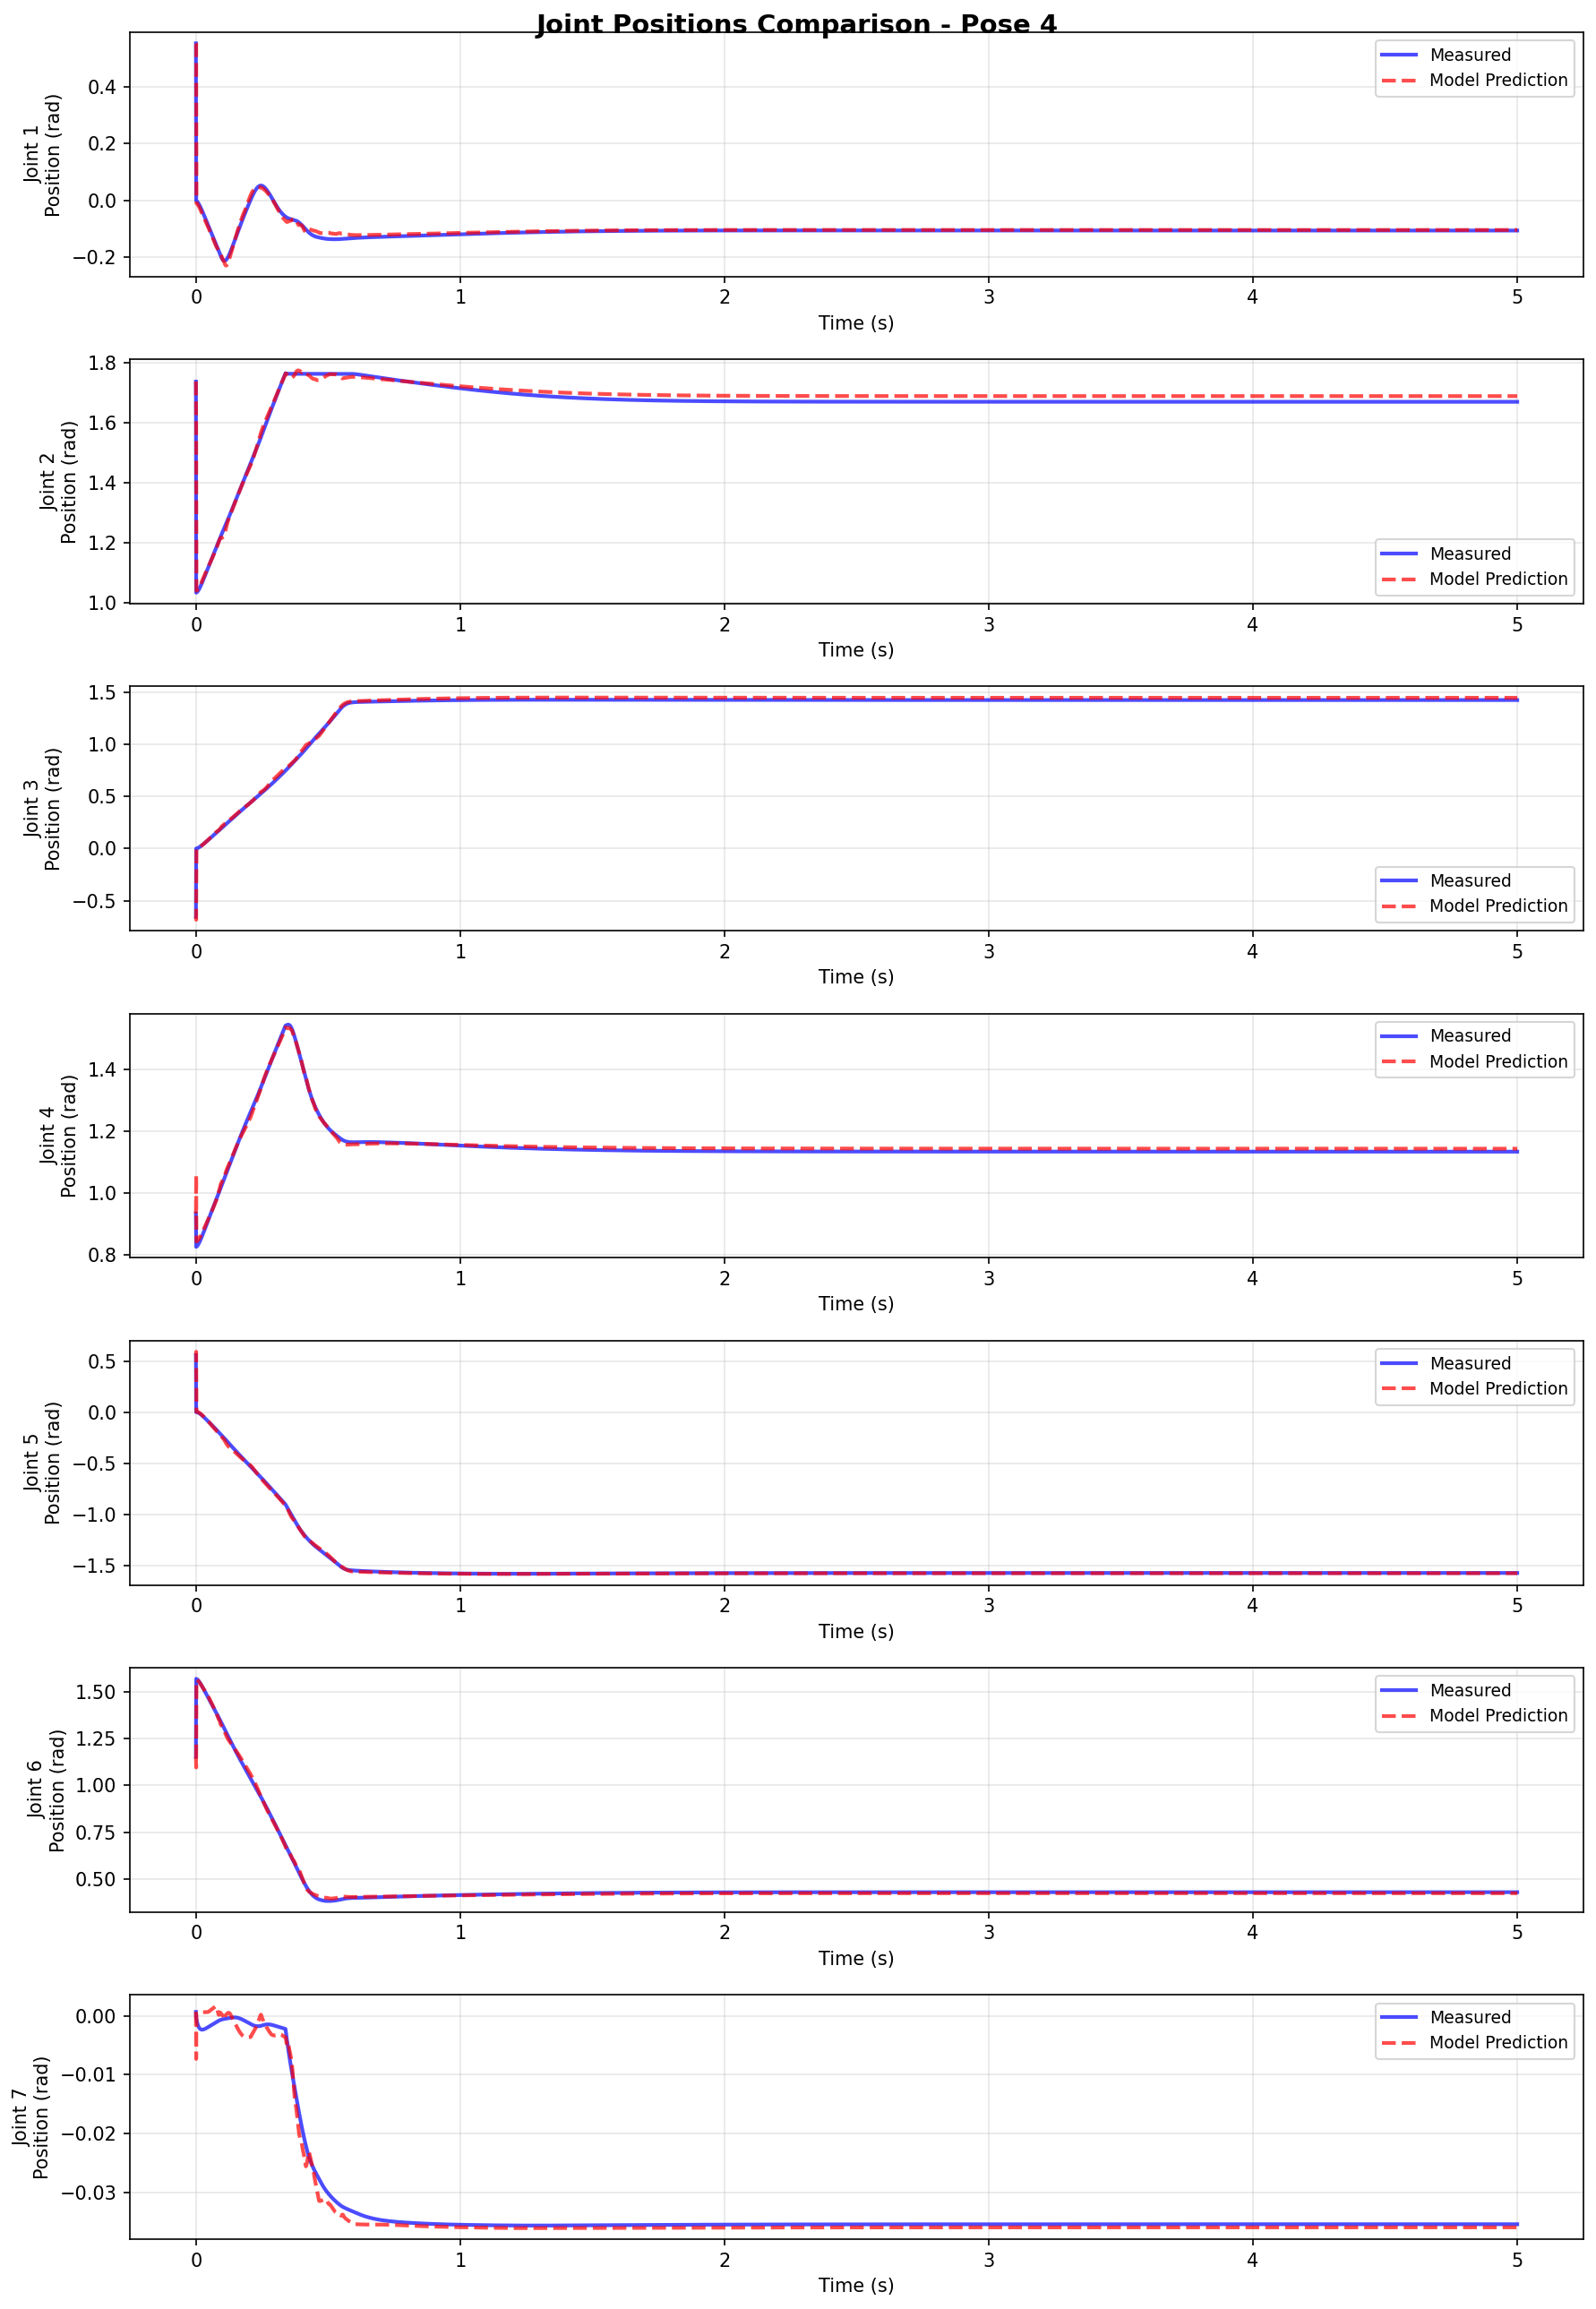 Joint Positions Comparison - Pose 4
Joint 1
Position (rad)
0.4
0.2
0.0
−0.2
Measured
Model Prediction
0 1 2 3 4 5
Time (s)
Joint 2
Position (rad)
1.8
1.6
1.4
1.2
1.0
Measured
Model Prediction
0 1 2 3 4 5
Time (s)
Joint 3
Position (rad)
1.5
1.0
0.5
0.0
−0.5
Measured
Model Prediction
0 1 2 3 4 5
Time (s)
Joint 4
Position (rad)
1.4
1.2
1.0
0.8
Measured
Model Prediction
0 1 2 3 4 5
Time (s)
Joint 5
Position (rad)
0.5
0.0
−0.5
−1.0
−1.5
Measured
Model Prediction
0 1 2 3 4 5
Time (s)
Joint 6
Position (rad)
1.50
1.25
1.00
0.75
0.50
Measured
Model Prediction
0 1 2 3 4 5
Time (s)
Joint 7
Position (rad)
0.00
−0.01
−0.02
−0.03
Measured
Model Prediction
0 1 2 3 4 5
Time (s)